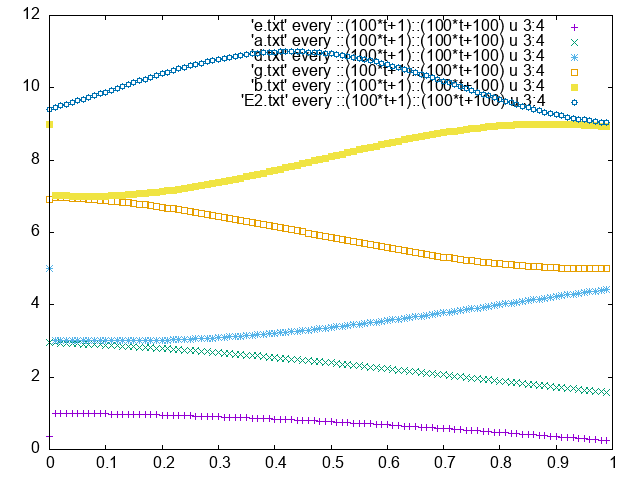 12
10
8
6
4
2
0
'e.txt' every ::(100*t+1)::(100*t+100) u 3:4
'a.txt' every ::(100*t+1)::(100*t+100) u 3:4
'd.txt' every ::(100*t+1)::(100*t+100) u 3:4
'g.txt' every ::(100*t+1)::(100*t+100) u 3:4
'b.txt' every ::(100*t+1)::(100*t+100) u 3:4
'E2.txt' every ::(100*t+1)::(100*t+100) u 3:4
0 0.1 0.2 0.3 0.4 0.5 0.6 0.7 0.8 0.9 1